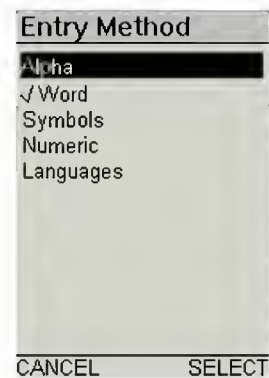 Entry Method
Alpha
√ Word
Symbols
Numeric
Languages
CANCEL SELECT